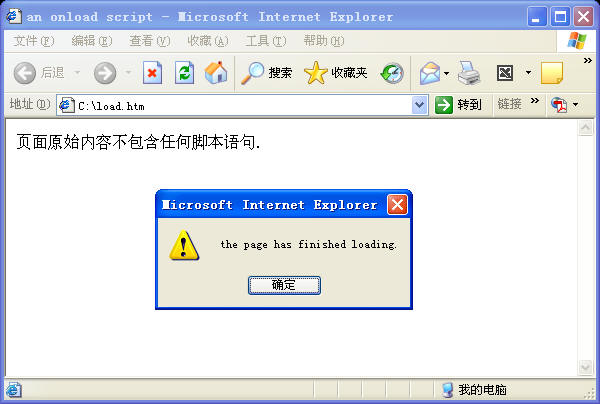 an onload script - Microsoft Internet Explorer
文件(F) 编辑(E) 查看(V) 收藏(A) 工具(T) 帮助(H)
后退 搜索 收藏夹 »
地址(D) C:\load.htm 转到 链接 »
页面原始内容不包含任何脚本语句.
Microsoft Internet Explorer
the page has finished loading.
确定
我的电脑